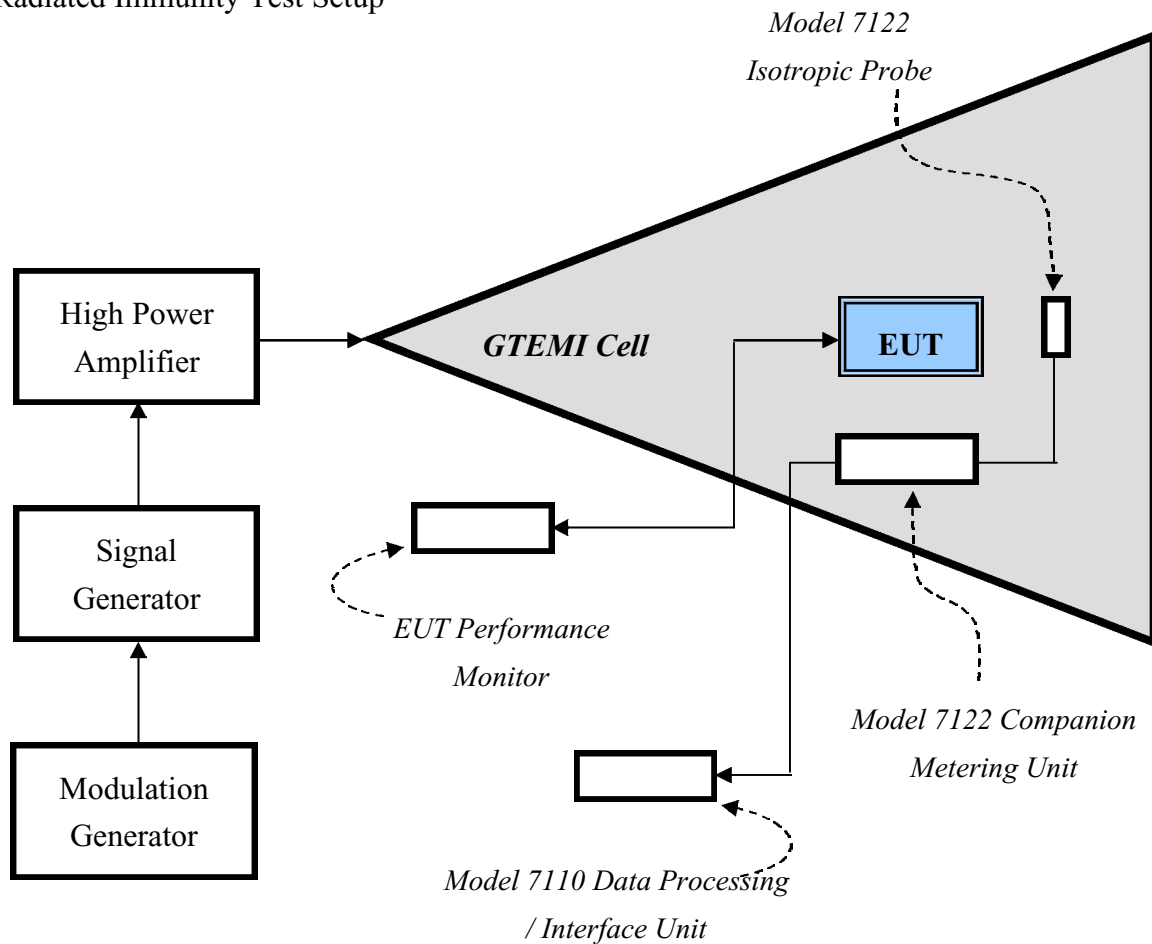 Radiated Immunity Test Setup
Model 7122
Isotropic Probe
High Power
Amplifier
GTEMI Cell
EUT
Signal
Generator
EUT Performance
Monitor
Model 7122 Companion
Metering Unit
Modulation
Generator
Model 7110 Data Processing
/ Interface Unit